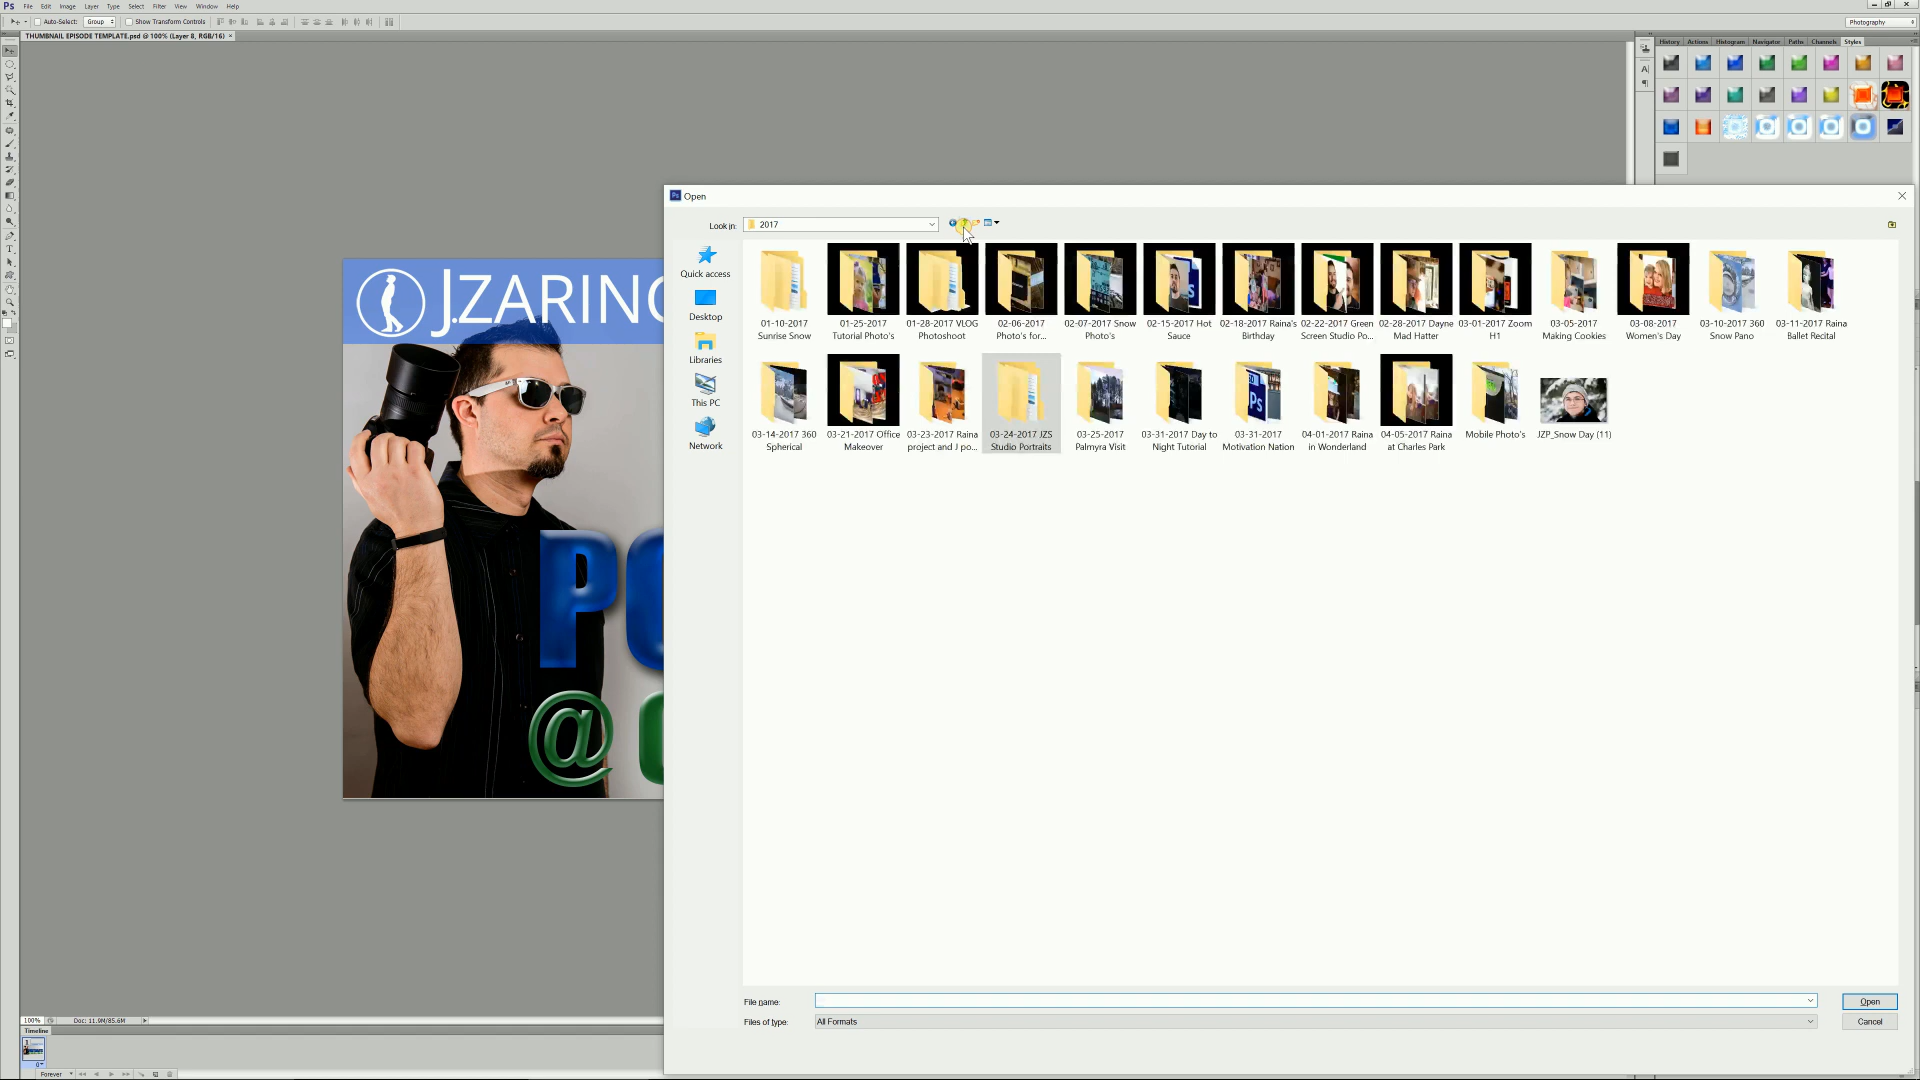 Ps File Edit Image Layer Type Select Filter View Window Help
Auto-Select: Group Show Transform Controls
Photography
THUMBNAIL EPISODE TEMPLATE.psd @ 100% (Layer 8, RGB/16) ×
History Actions Histogram Navigator Paths Channels Styles
Open
Look in: 2017
Quick access
Desktop
Libraries
This PC
Network
01-10-2017 Sunrise Snow
01-25-2017 Tutorial Photo's
01-28-2017 VLOG Photoshoot
02-06-2017 Photo's for...
02-07-2017 Snow Photo's
02-15-2017 Hot Sauce
02-18-2017 Raina's Birthday
02-22-2017 Green Screen Studio Po...
02-28-2017 Dayne Mad Hatter
03-01-2017 Zoom H1
03-05-2017 Making Cookies
03-08-2017 Women's Day
03-10-2017 360 Snow Pano
03-11-2017 Raina Ballet Recital
03-14-2017 360 Spherical
03-21-2017 Office Makeover
03-23-2017 Raina project and J po...
03-24-2017 JZS Studio Portraits
03-25-2017 Palmyra Visit
03-31-2017 Day to Night Tutorial
03-31-2017 Motivation Nation
04-01-2017 Raina in Wonderland
04-05-2017 Raina at Charles Park
Mobile Photo's
JZP_Snow Day (11)
J.ZARING
PO
@
File name:
Open
Files of type: All Formats
Cancel
100% Doc: 11.9M/85.6M
Timeline
Forever